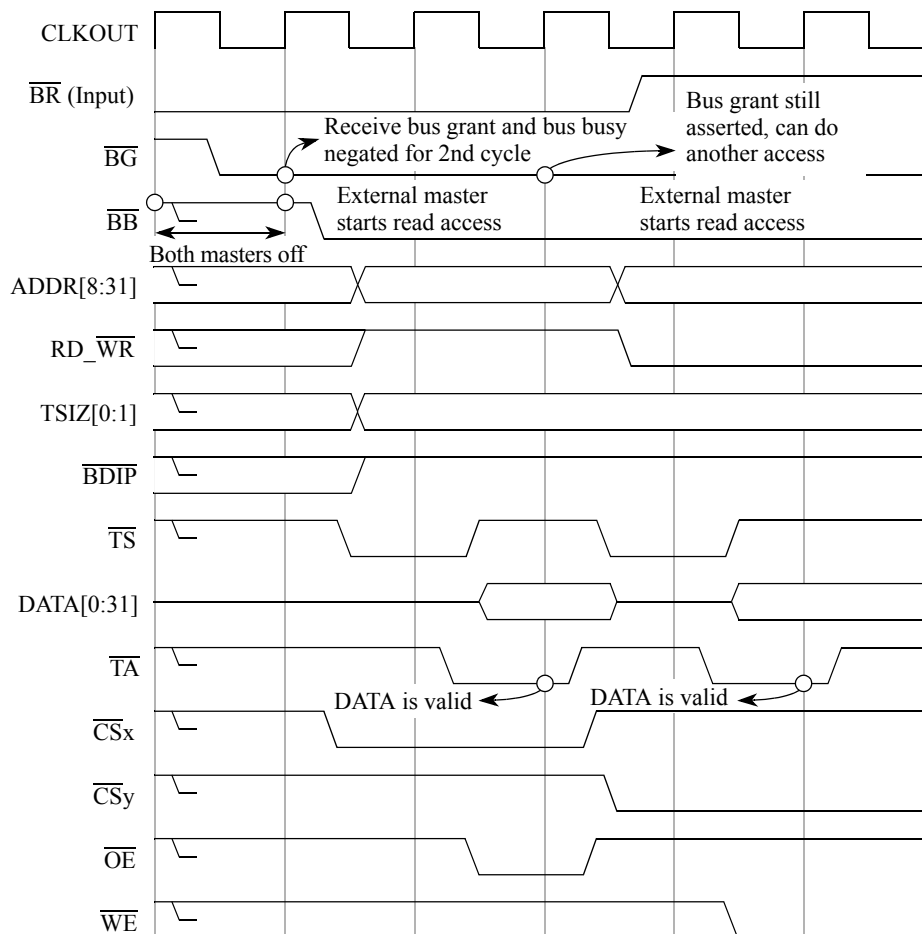 CLKOUT
BR (Input)
Receive bus grant and bus busy
negated for 2nd cycle
Bus grant still
asserted, can do
another access
BG
External master
starts read access
External master
starts read access
BB
Both masters off
ADDR[8:31]
RD_WR
TSIZ[0:1]
BDIP
TS
DATA[0:31]
TA
DATA is valid
DATA is valid
CSx
CSy
OE
WE